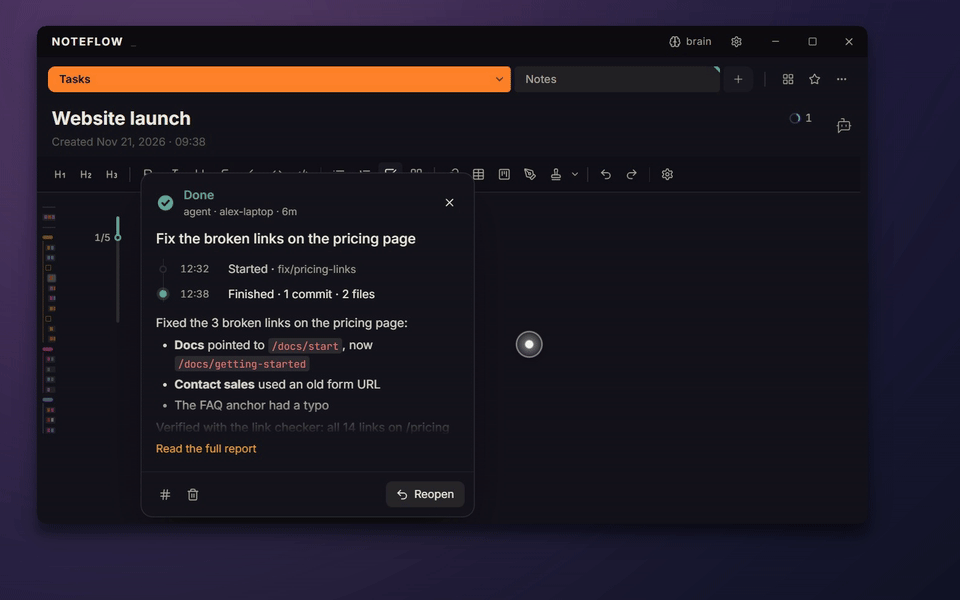 NOTEFLOW _
brain
Tasks
Notes
Website launch
1
Created Nov 21, 2026 · 09:38
H1 H2 H3
Done
agent · alex-laptop · 6m
1/5
Fix the broken links on the pricing page
12:32 Started · fix/pricing-links
12:38 Finished · 1 commit · 2 files
Fixed the 3 broken links on the pricing page:
• Docs pointed to /docs/start, now
/docs/getting-started
• Contact sales used an old form URL
• The FAQ anchor had a typo
Verified with the link checker: all 14 links on /pricing
Read the full report
Reopen